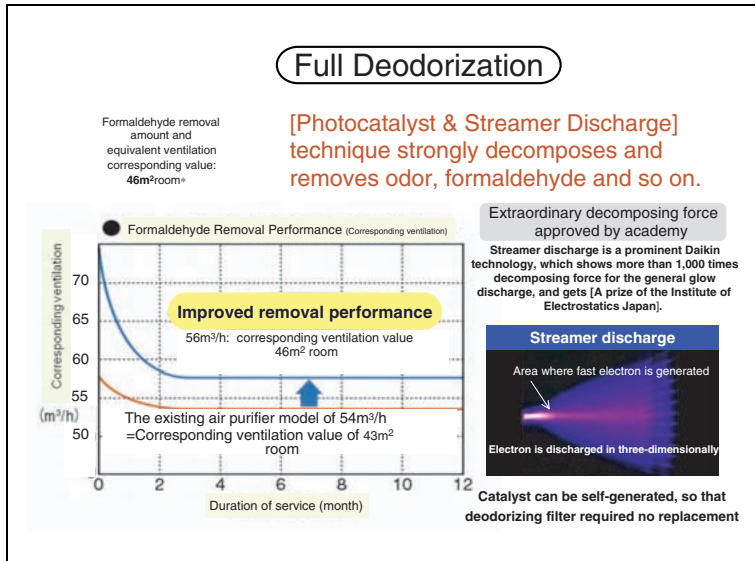 Full Deodorization
Formaldehyde removal
amount and
equivalent ventilation
corresponding value:
46m²room*
[Photocatalyst & Streamer Discharge]
technique strongly decomposes and
removes odor, formaldehyde and so on.
Formaldehyde Removal Performance (Corresponding ventilation)
Corresponding ventilation
(m³/h)
70
65
60
55
50
Improved removal performance
56m³/h: corresponding ventilation value
46m² room
The existing air purifier model of 54m³/h
=Corresponding ventilation value of 43m²
room
0 2 4 6 8 10 12
Duration of service (month)
Extraordinary decomposing force
approved by academy
Streamer discharge is a prominent Daikin
technology, which shows more than 1,000 times
decomposing force for the general glow
discharge, and gets [A prize of the Institute of
Electrostatics Japan].
Streamer discharge
Area where fast electron is generated
Electron is discharged in three-dimensionally
Catalyst can be self-generated, so that
deodorizing filter required no replacement